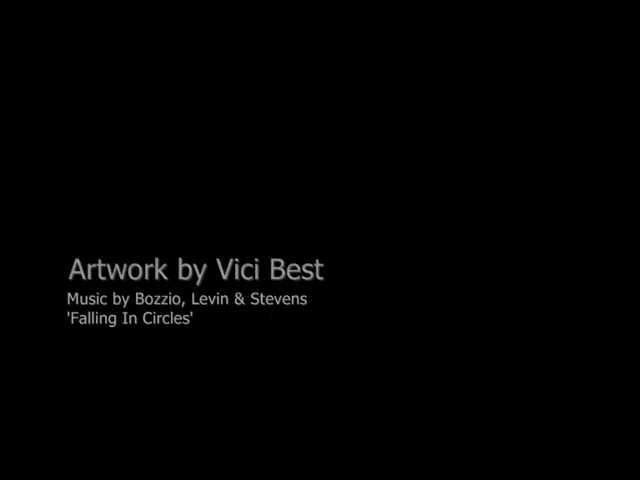 Artwork by Vici Best
Music by Bozzio, Levin & Stevens
'Falling In Circles'